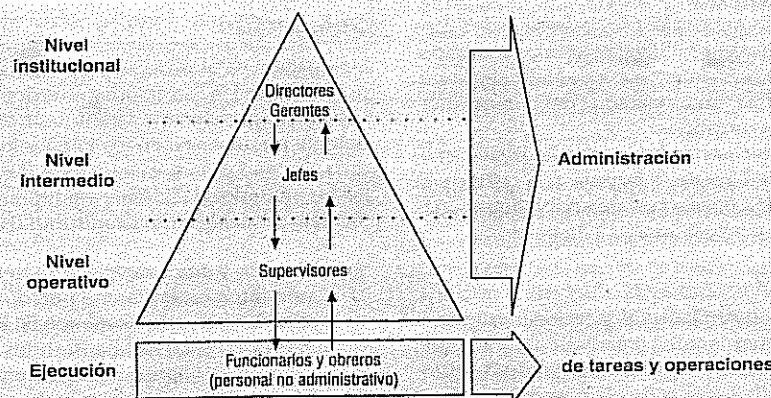 Nivel
institucional
Directores
Gerentes
Nivel
intermedio
Jefes
Administración
Nivel
operativo
Supervisores
Ejecución
Funcionarios y obreros
(personal no administrativo)
de tareas y operaciones